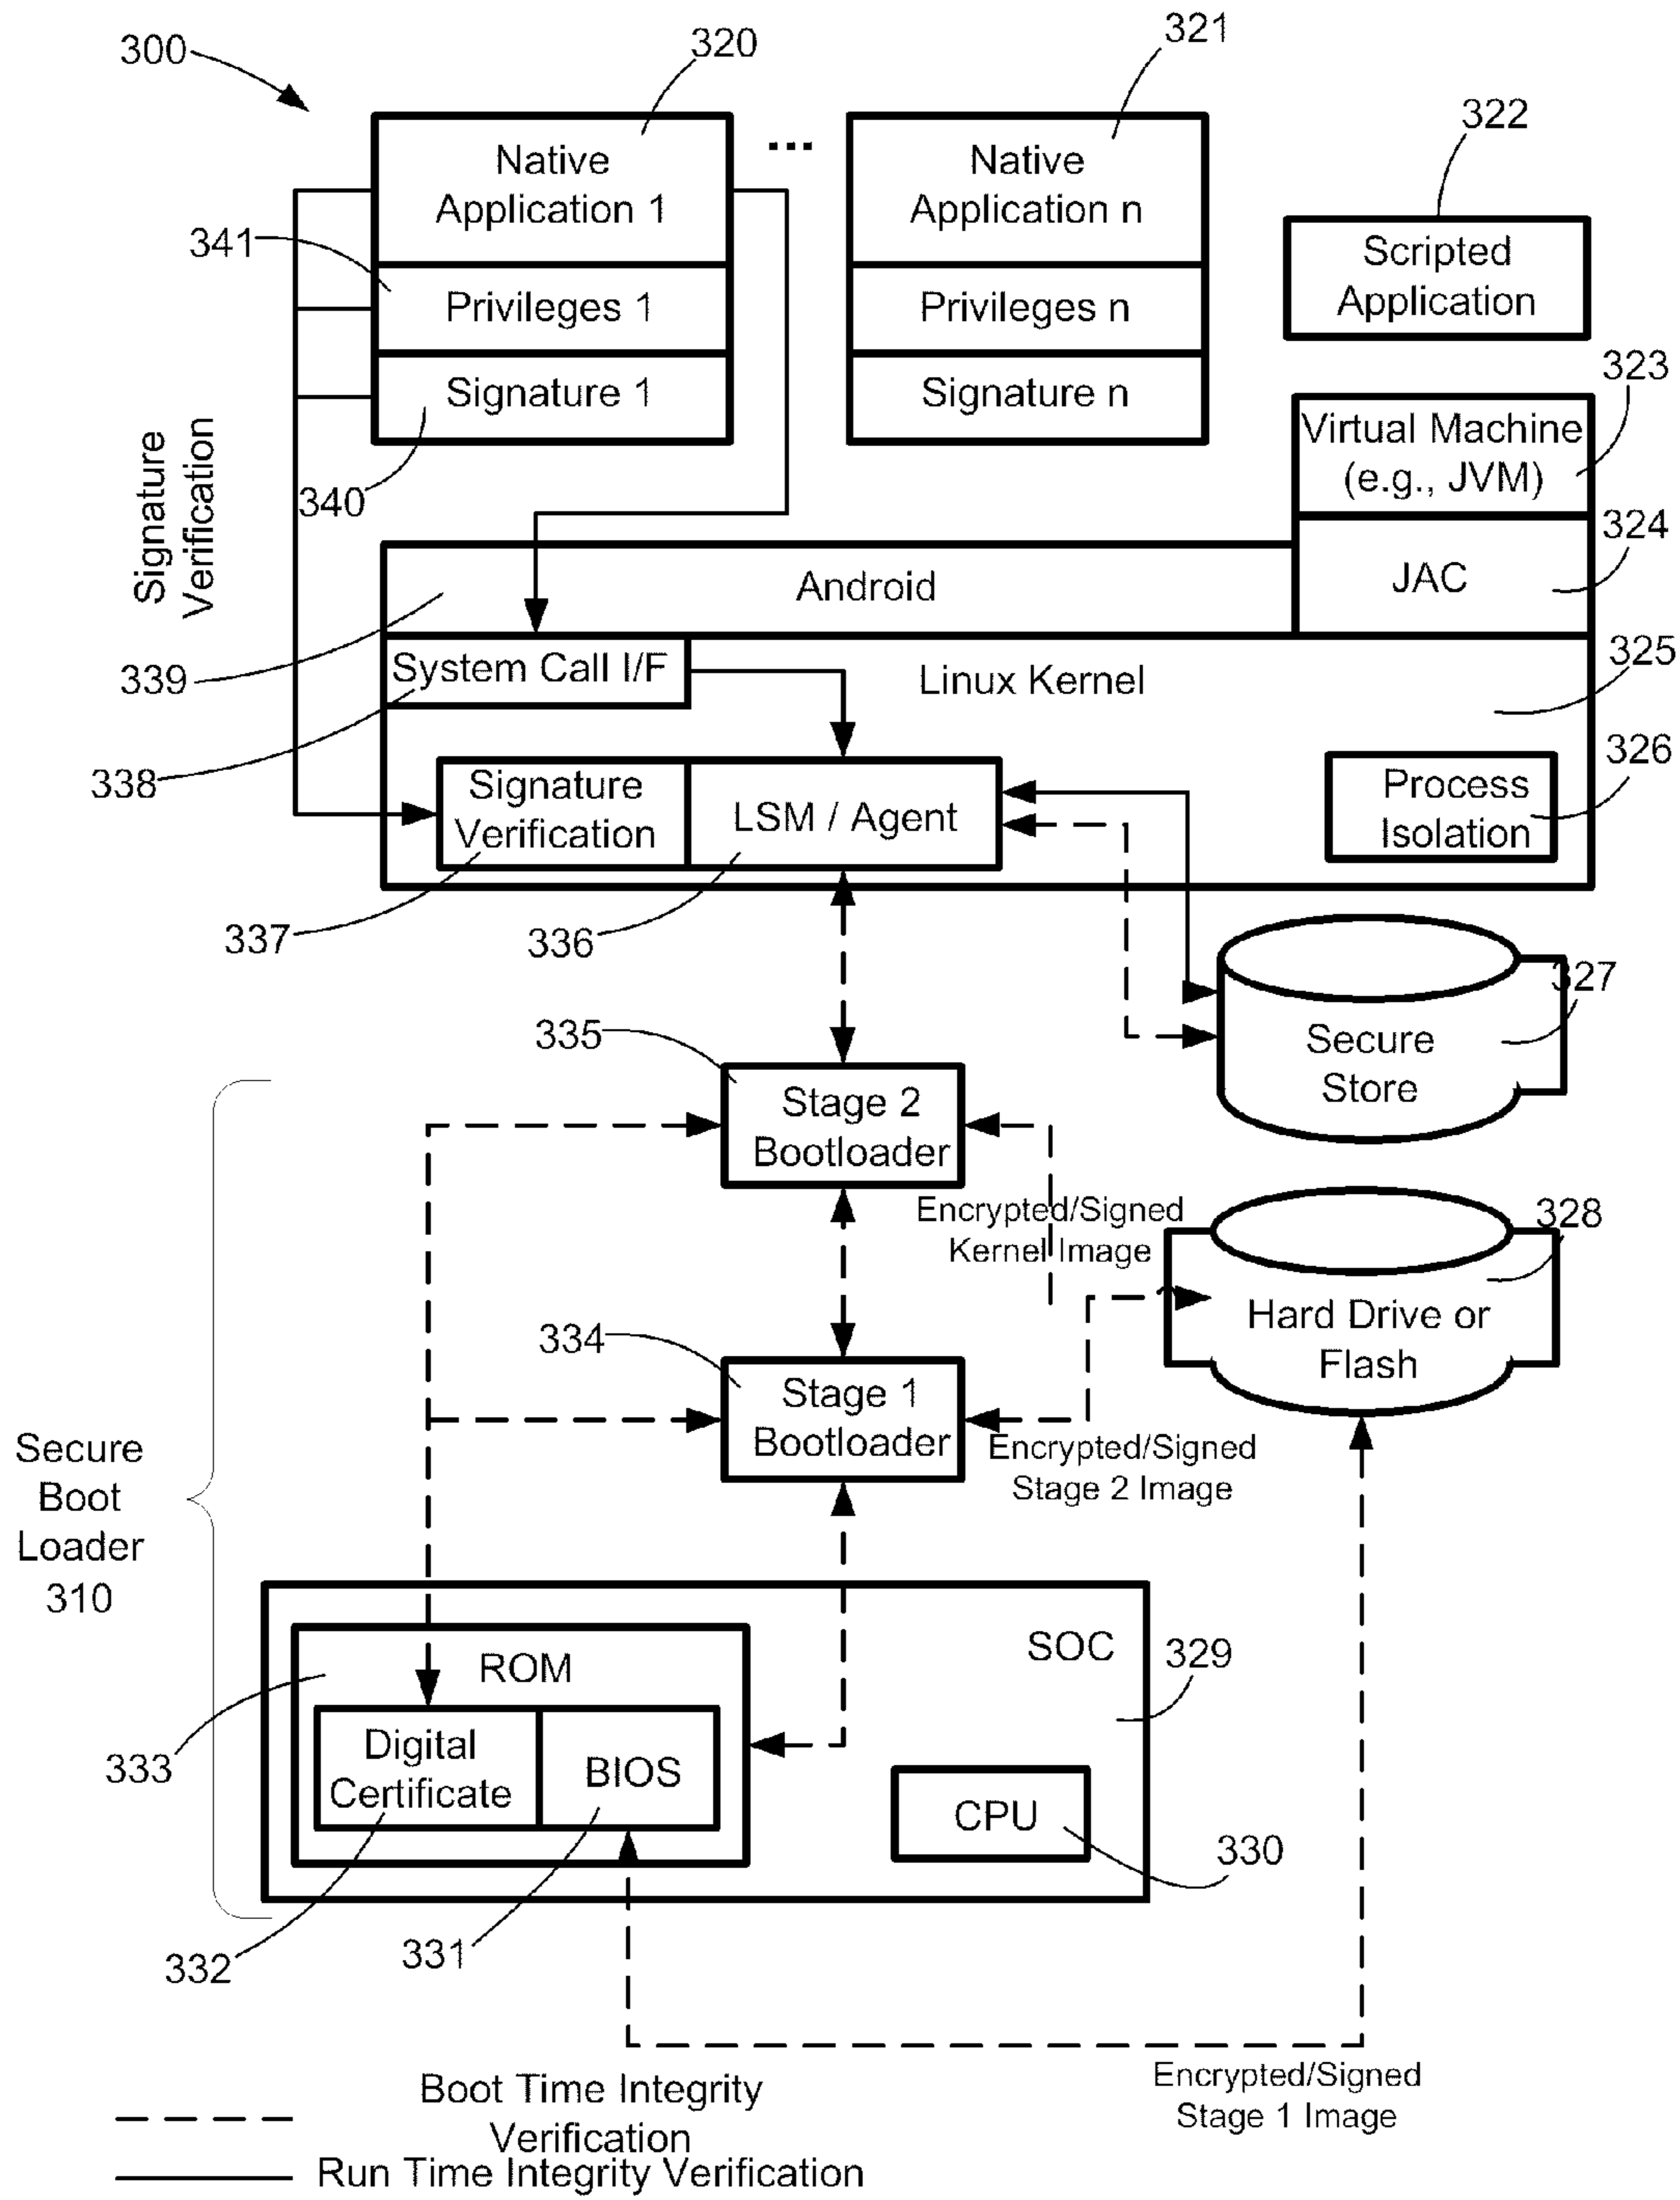 300
320
321
322
Native
Application 1
...
Native
Application n
Scripted
Application
341
Privileges 1
Privileges n
Signature 1
Signature n
323
Virtual Machine
(e.g., JVM)
340
Signature
Verification
324
JAC
Android
339
System Call I/F
Linux Kernel
325
338
Signature
Verification
LSM / Agent
326
Process
Isolation
337
336
327
Secure
Store
335
Stage 2
Bootloader
Encrypted/Signed
Kernel Image
328
Hard Drive or
Flash
334
Stage 1
Bootloader
Encrypted/Signed
Stage 2 Image
Secure
Boot
Loader
310
SOC
329
ROM
333
Digital
Certificate
BIOS
CPU
330
332
331
Encrypted/Signed
Stage 1 Image
Boot Time Integrity
Verification
Run Time Integrity Verification